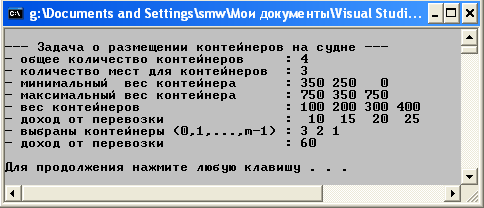 g:\Documents and Settings\smw\Мои документы\Visual Studi...
--- Задача о размещении контейнеров на судне ---
- общее количество контейнеров : 4
- количество мест для контейнеров : 3
- минимальный вес контейнера : 350 250 0
- максимальный вес контейнера : 750 350 750
- вес контейнеров : 100 200 300 400
- доход от перевозки : 10 15 20 25
- выбраны контейнеры (0,1,...,m-1) : 3 2 1
- доход от перевозки : 60
Для продолжения нажмите любую клавишу . . .